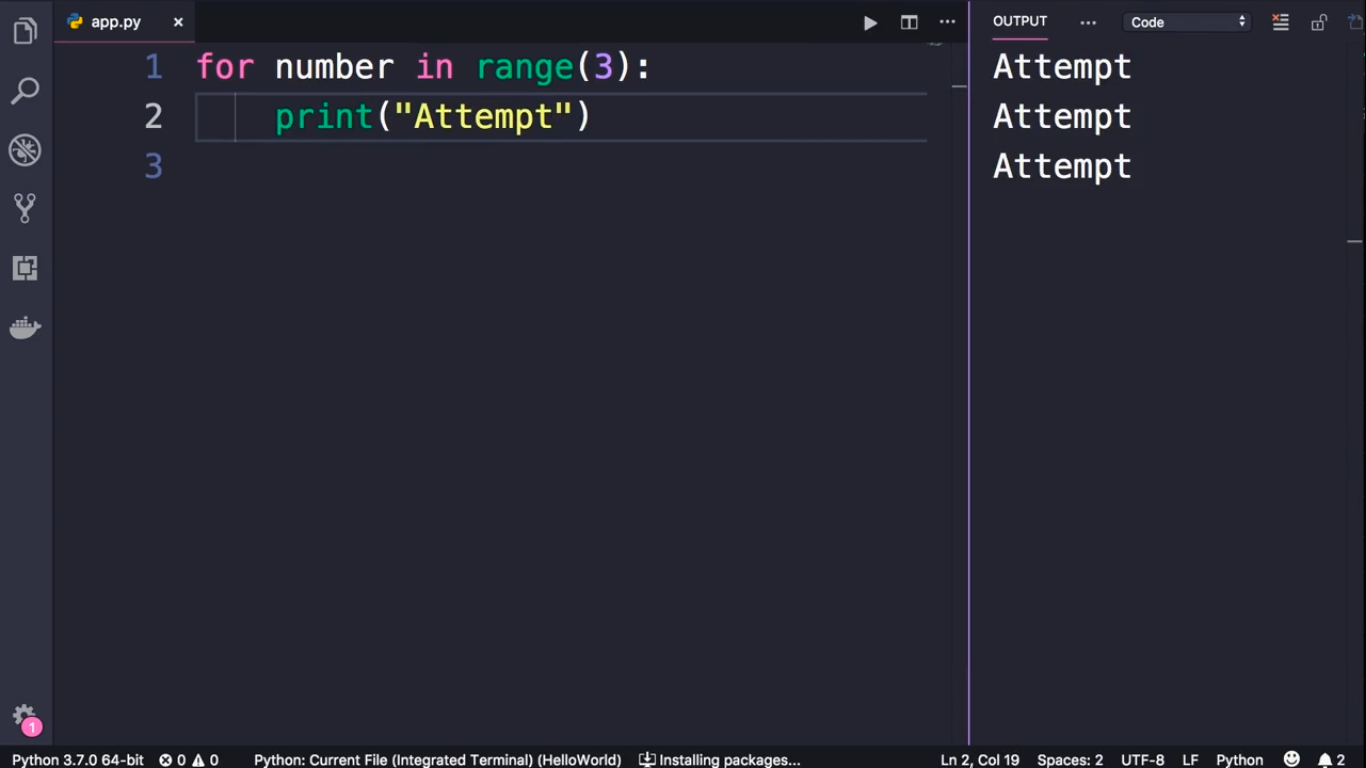 app.py
OUTPUT
Code
1 for number in range(3):
2 print("Attempt")
3
Attempt
Attempt
Attempt
1
Python 3.7.0 64-bit 0 0 Python: Current File (Integrated Terminal) (HelloWorld) Installing packages... Ln 2, Col 19 Spaces: 2 UTF-8 LF Python 2